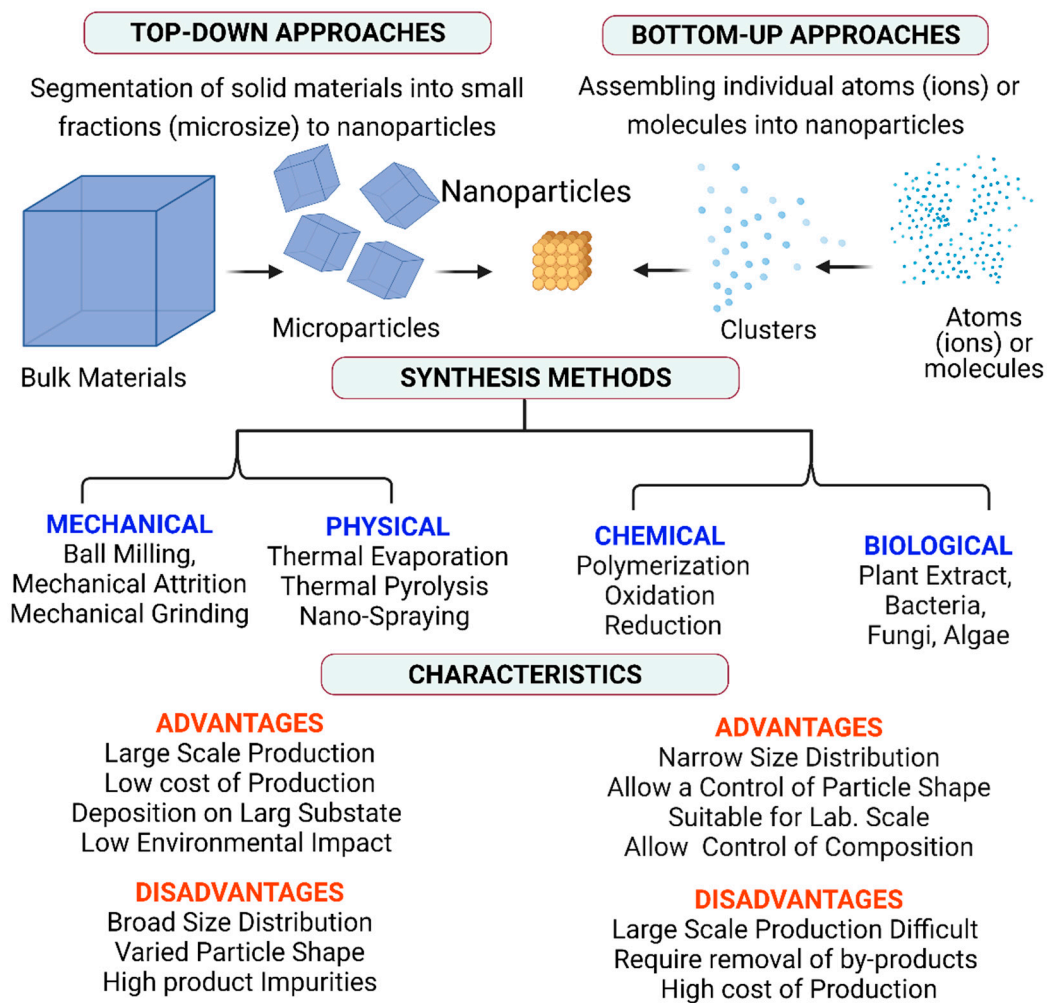 TOP-DOWN APPROACHES
Segmentation of solid materials into small
fractions (microsize) to nanoparticles
BOTTOM-UP APPROACHES
Assembling individual atoms (ions) or
molecules into nanoparticles
Nanoparticles
Bulk Materials
Microparticles
Clusters
Atoms
(ions) or
molecules
SYNTHESIS METHODS
MECHANICAL
Ball Milling,
Mechanical Attrition
Mechanical Grinding
PHYSICAL
Thermal Evaporation
Thermal Pyrolysis
Nano-Spraying
CHEMICAL
Polymerization
Oxidation
Reduction
BIOLOGICAL
Plant Extract,
Bacteria,
Fungi, Algae
CHARACTERISTICS
ADVANTAGES
Large Scale Production
Low cost of Production
Deposition on Larg Substate
Low Environmental Impact
DISADVANTAGES
Broad Size Distribution
Varied Particle Shape
High product Impurities
ADVANTAGES
Narrow Size Distribution
Allow a Control of Particle Shape
Suitable for Lab. Scale
Allow Control of Composition
DISADVANTAGES
Large Scale Production Difficult
Require removal of by-products
High cost of Production